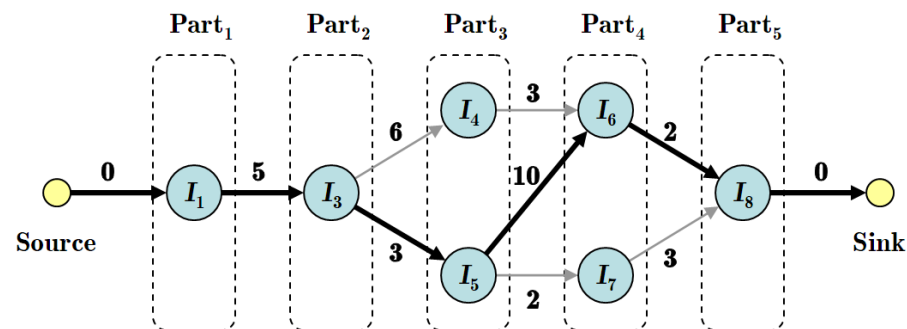 Part1 Part2 Part3 Part4 Part5
I4 3 I6
6 2
0 5 10 0
I1 I3 I8
Source 3 3 Sink
I5 2 I7